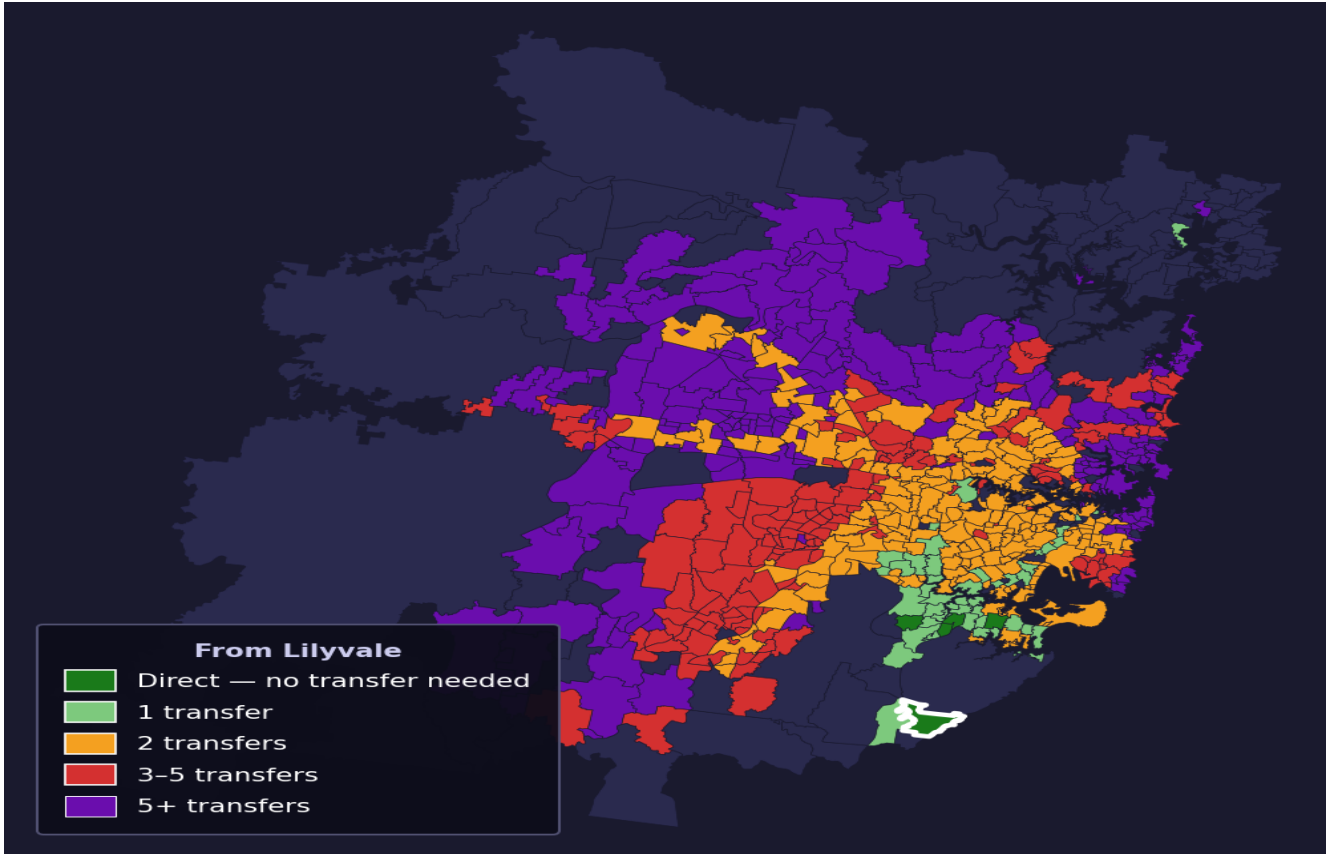 From Lilyvale
Direct — no transfer needed
1 transfer
2 transfers
3–5 transfers
5+ transfers